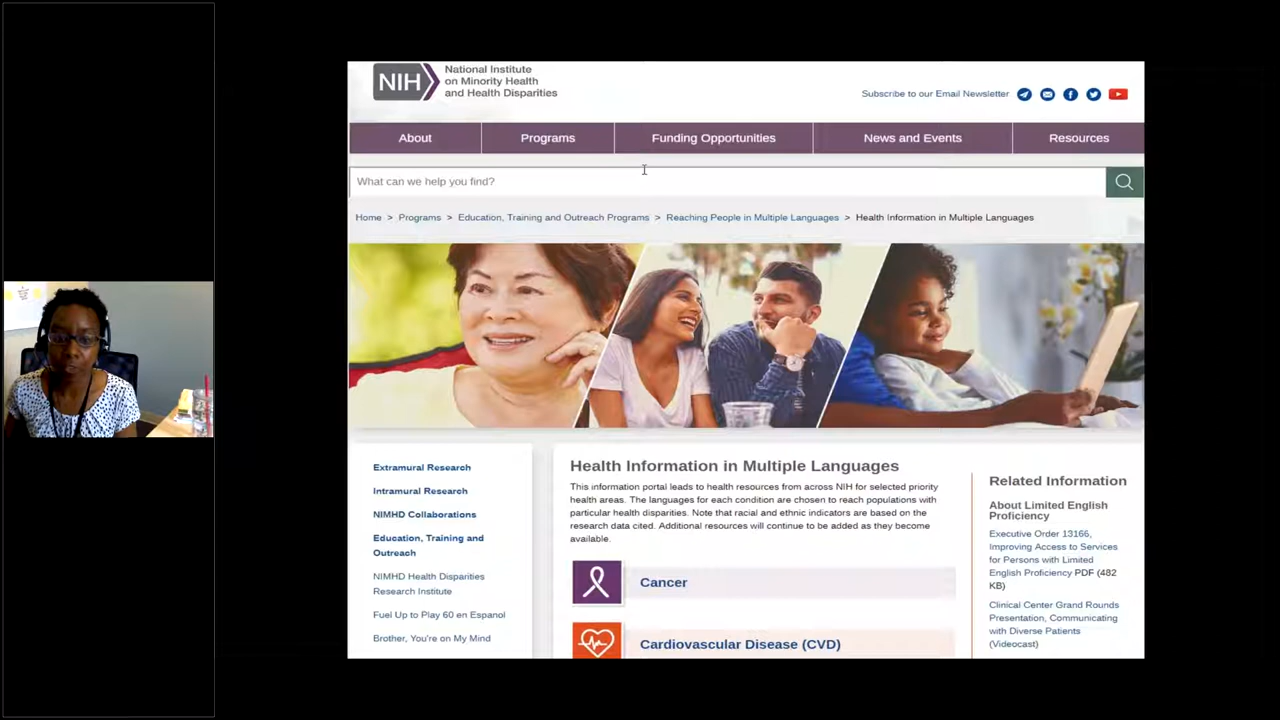 NIH
National Institute
on Minority Health
and Health Disparities
Subscribe to our Email Newsletter
About
Programs
Funding Opportunities
News and Events
Resources
What can we help you find?
Home > Programs > Education, Training and Outreach Programs > Reaching People in Multiple Languages > Health Information in Multiple Languages
Extramural Research
Intramural Research
NIMHD Collaborations
Education, Training and
Outreach
NIMHD Health Disparities
Research Institute
Fuel Up to Play 60 en Espanol
Brother, You're on My Mind
Health Information in Multiple Languages
This information portal leads to health resources from across NIH for selected priority
health areas. The languages for each condition are chosen to reach populations with
particular health disparities. Note that racial and ethnic indicators are based on the
research data cited. Additional resources will continue to be added as they become
available.
Cancer
Cardiovascular Disease (CVD)
Related Information
About Limited English
Proficiency
Executive Order 13166,
Improving Access to Services
for Persons with Limited
English Proficiency PDF (482
KB)
Clinical Center Grand Rounds
Presentation, Communicating
with Diverse Patients
(Videocast)